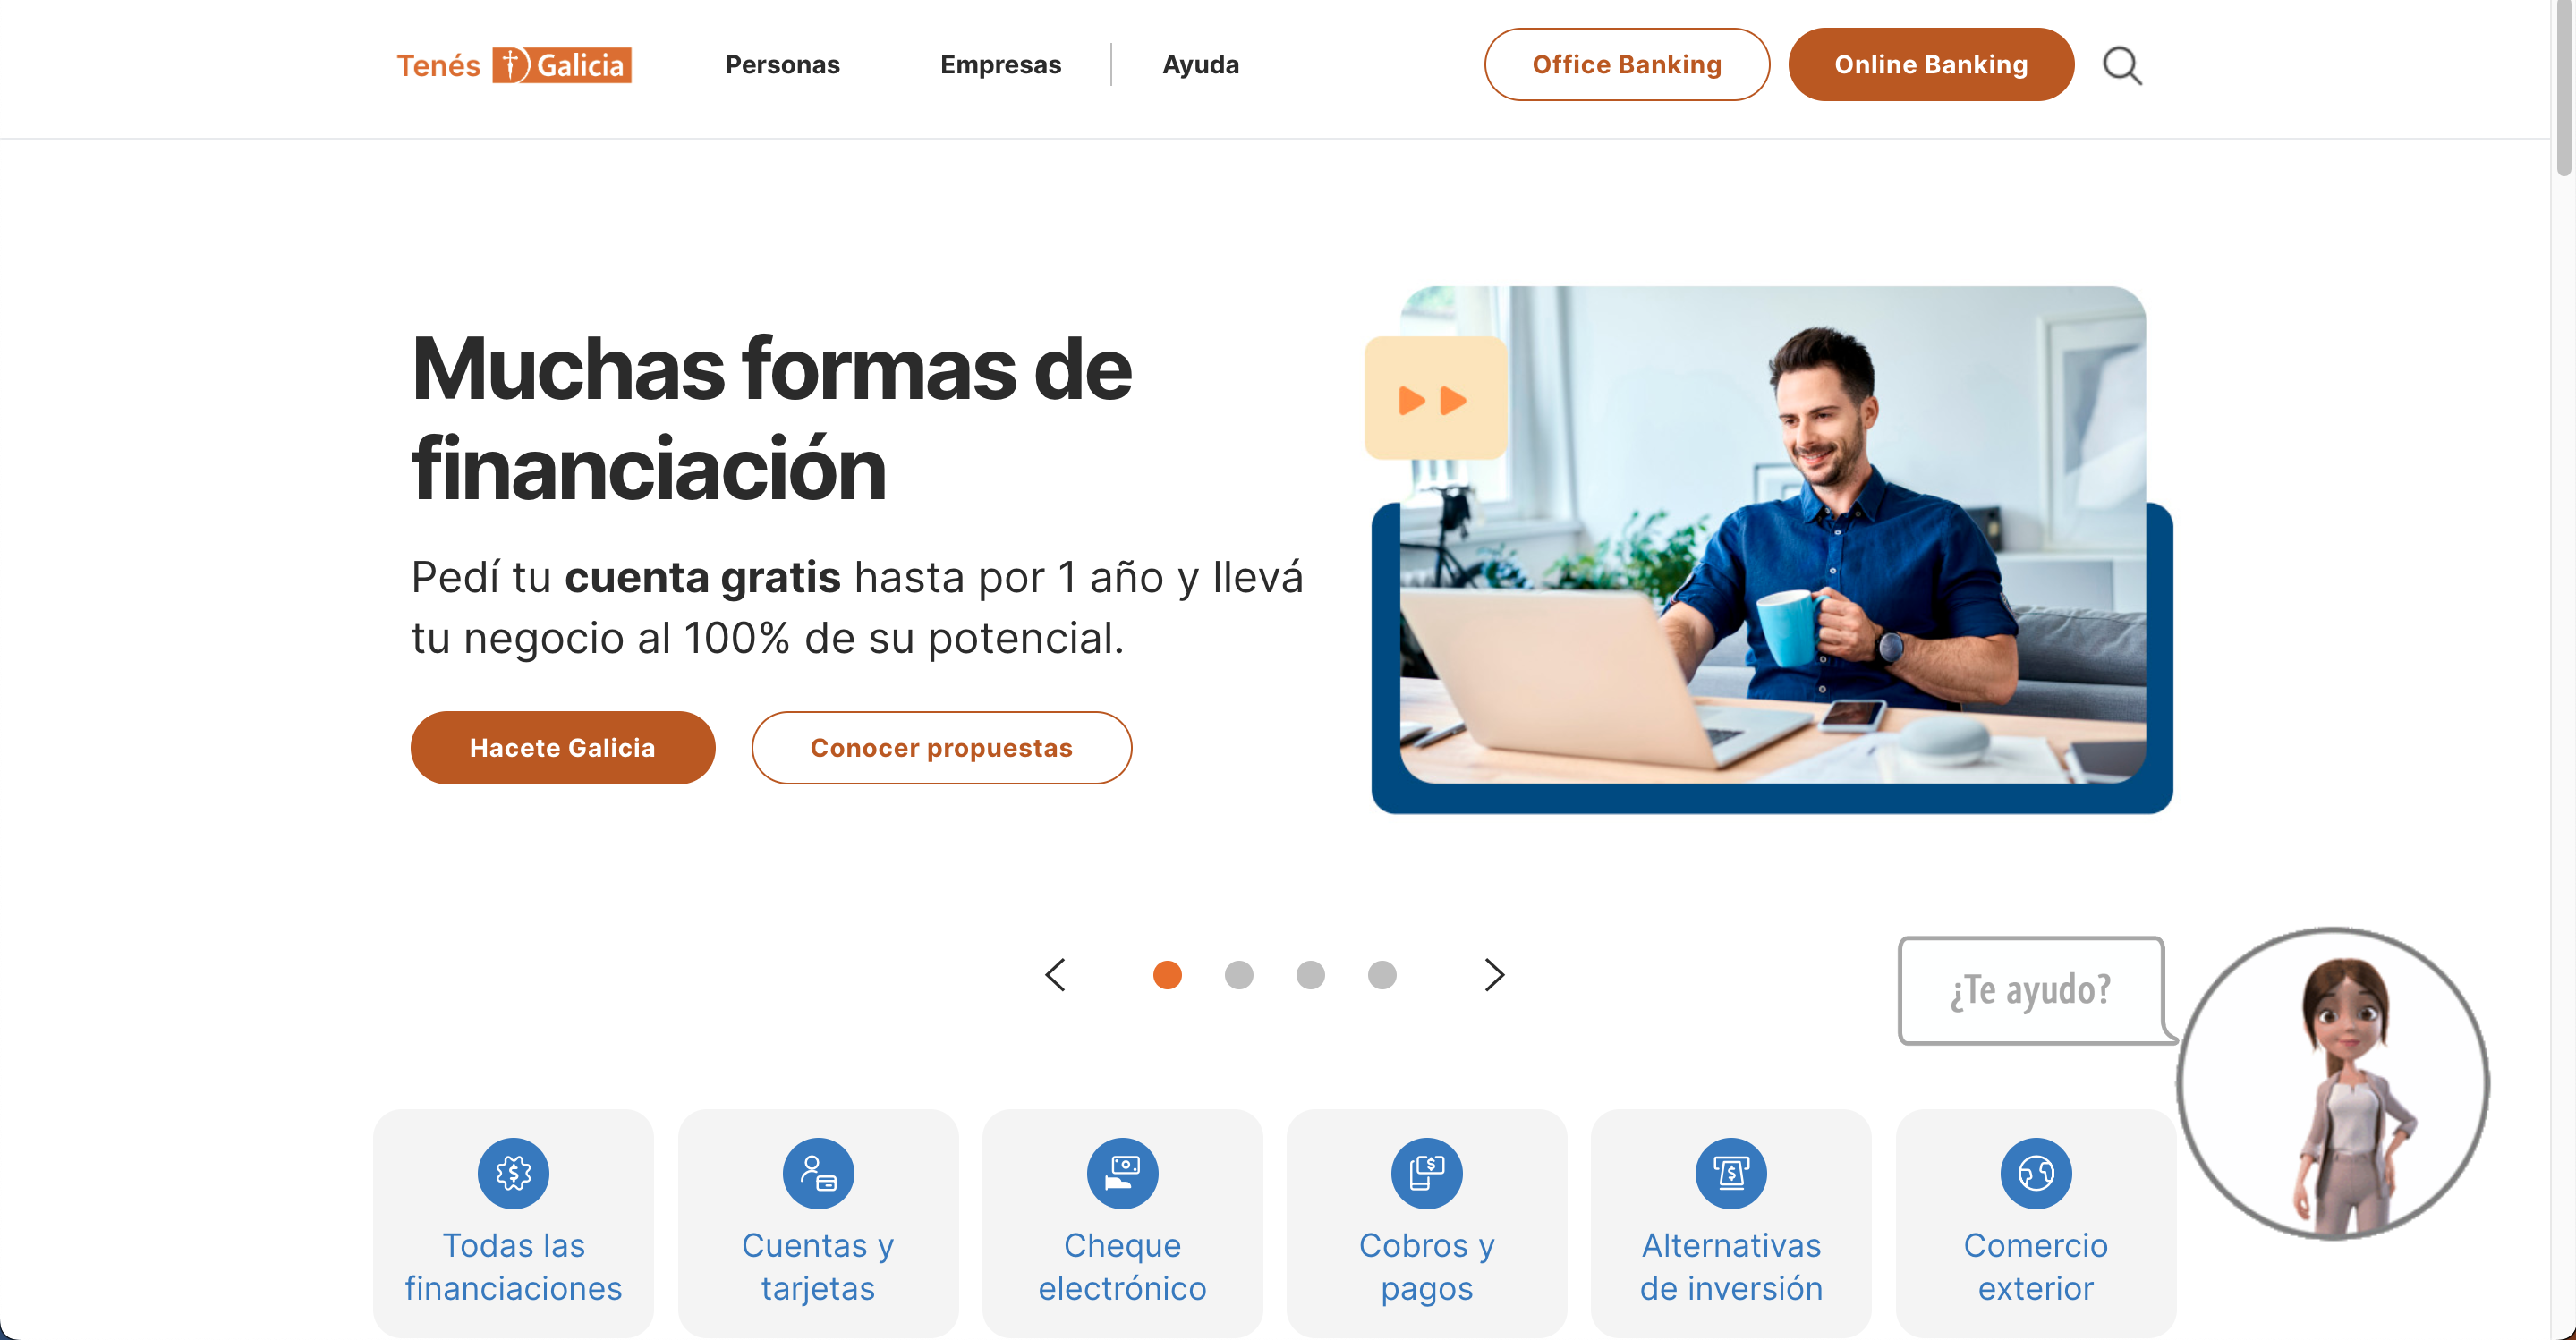 Tenés Galicia
Personas
Empresas
Ayuda
Office Banking
Online Banking
Muchas formas de
financiación
Pedí tu cuenta gratis hasta por 1 año y llevá
tu negocio al 100% de su potencial.
Hacete Galicia
Conocer propuestas
¿Te ayudo?
Todas las
financiaciones
Cuentas y
tarjetas
Cheque
electrónico
Cobros y
pagos
Alternativas
de inversión
Comercio
exterior